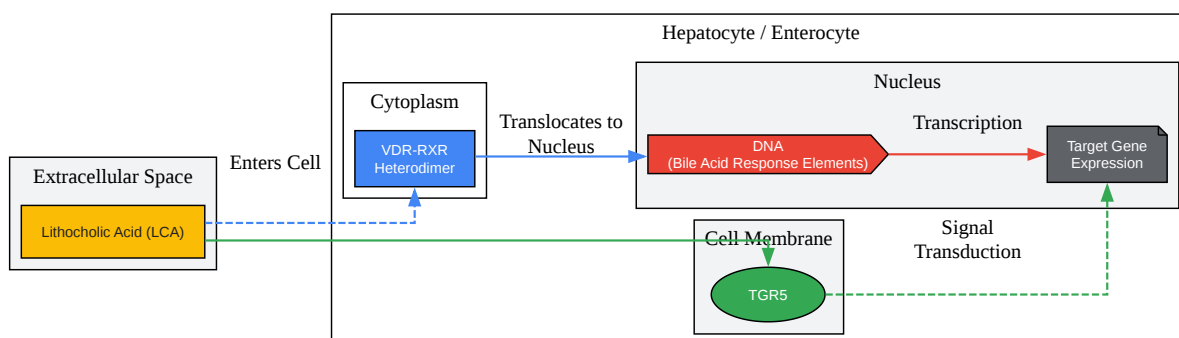 Hepatocyte / Enterocyte
Nucleus
Cytoplasm
Translocates to
Nucleus
Transcription
VDR-RXR
Heterodimer
DNA
(Bile Acid Response Elements)
Target Gene
Expression
Enters Cell
Extracellular Space
Lithocholic Acid (LCA)
Cell Membrane
Signal
Transduction
TGR5